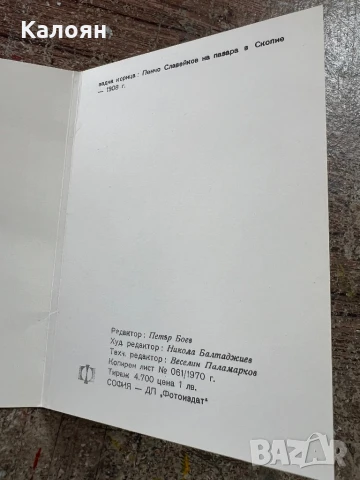 Калоян
задна корица: Пенчо Славейков на пазара в Скопие
— 1908 г.
Редактор: Петър Боев
Худ. редактор: Никола Балтаджиев
Техн. редактор: Веселин Паламарков
Копирен лист № 061/1970 г.
Тираж 4.700 цена 1 лв.
СОФИЯ — ДП „Фотоиздат"
bazar